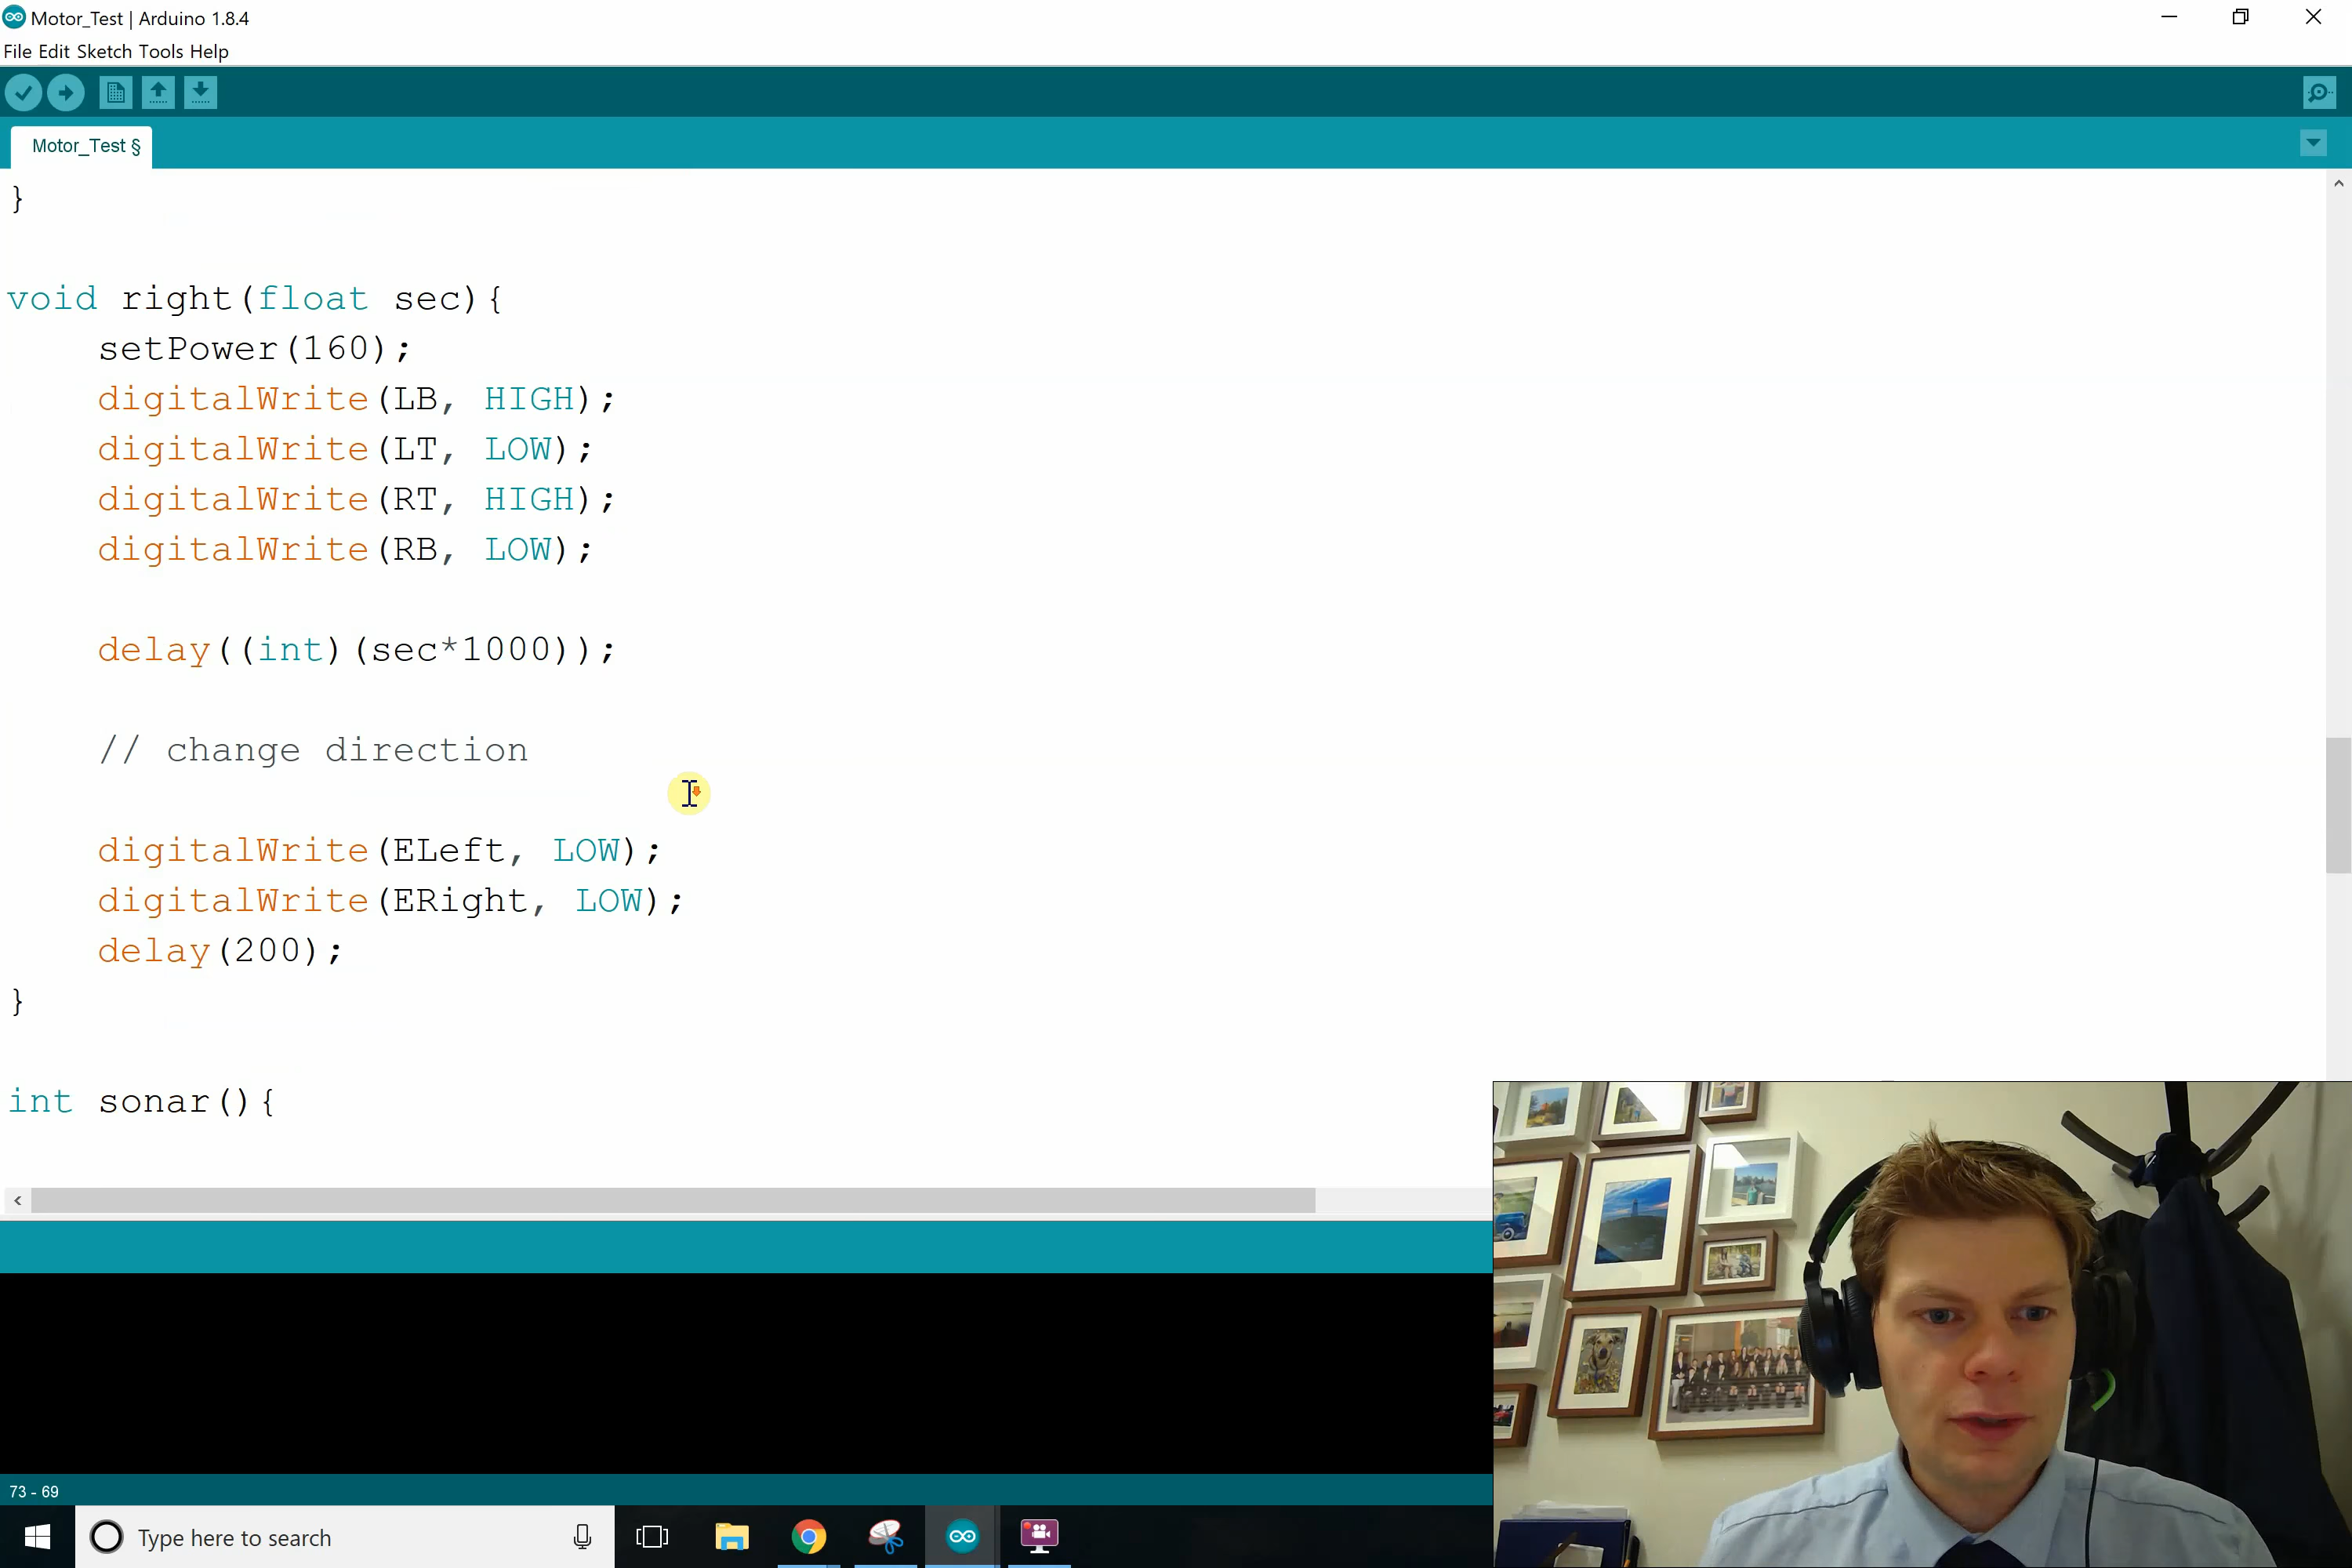 Motor_Test | Arduino 1.8.4
File Edit Sketch Tools Help
Motor_Test §
}
void right(float sec){
    setPower(160);
    digitalWrite(LB, HIGH);
    digitalWrite(LT, LOW);
    digitalWrite(RT, HIGH);
    digitalWrite(RB, LOW);
    delay((int)(sec*1000));
    // change direction
    digitalWrite(ELeft, LOW);
    digitalWrite(ERight, LOW);
    delay(200);
}
int sonar(){
73 - 69
Type here to search